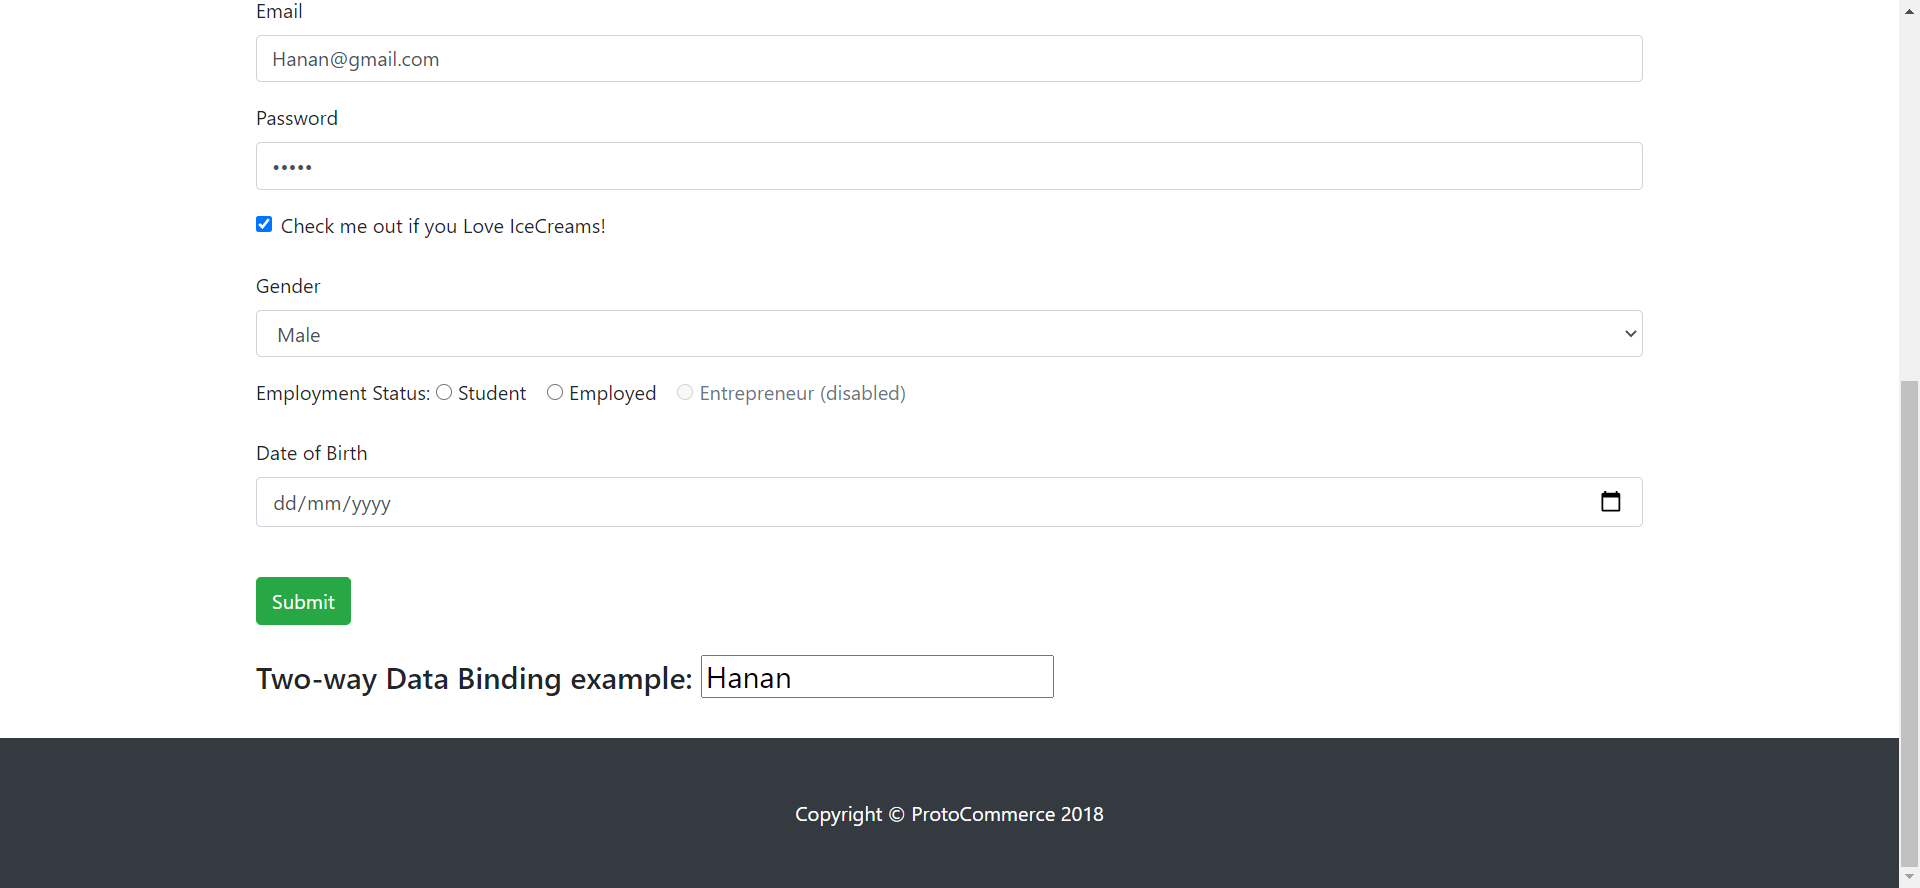 Email
Hanan@gmail.com
Password
•••••
Check me out if you Love IceCreams!
Gender
Male
Employment Status: Student Employed Entrepreneur (disabled)
Date of Birth
dd/mm/yyyy
Submit
Two-way Data Binding example: Hanan
Copyright © ProtoCommerce 2018